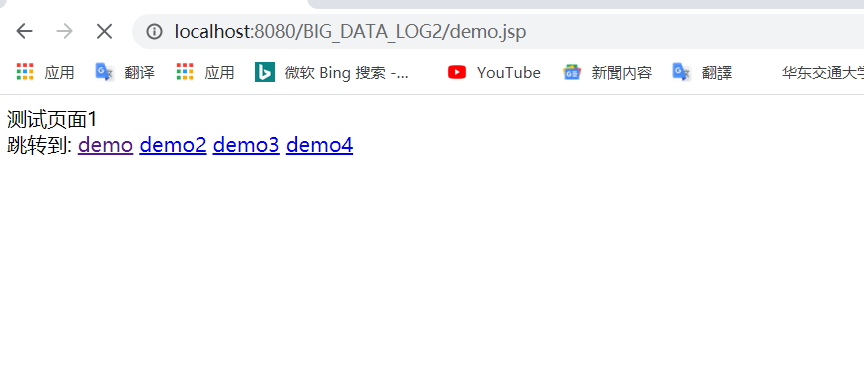 localhost:8080/BIG_DATA_LOG2/demo.jsp
应用 翻译 应用 微软 Bing 搜索 -... YouTube 新聞內容 翻譯 华东交通大学
测试页面1
跳转到: demo demo2 demo3 demo4